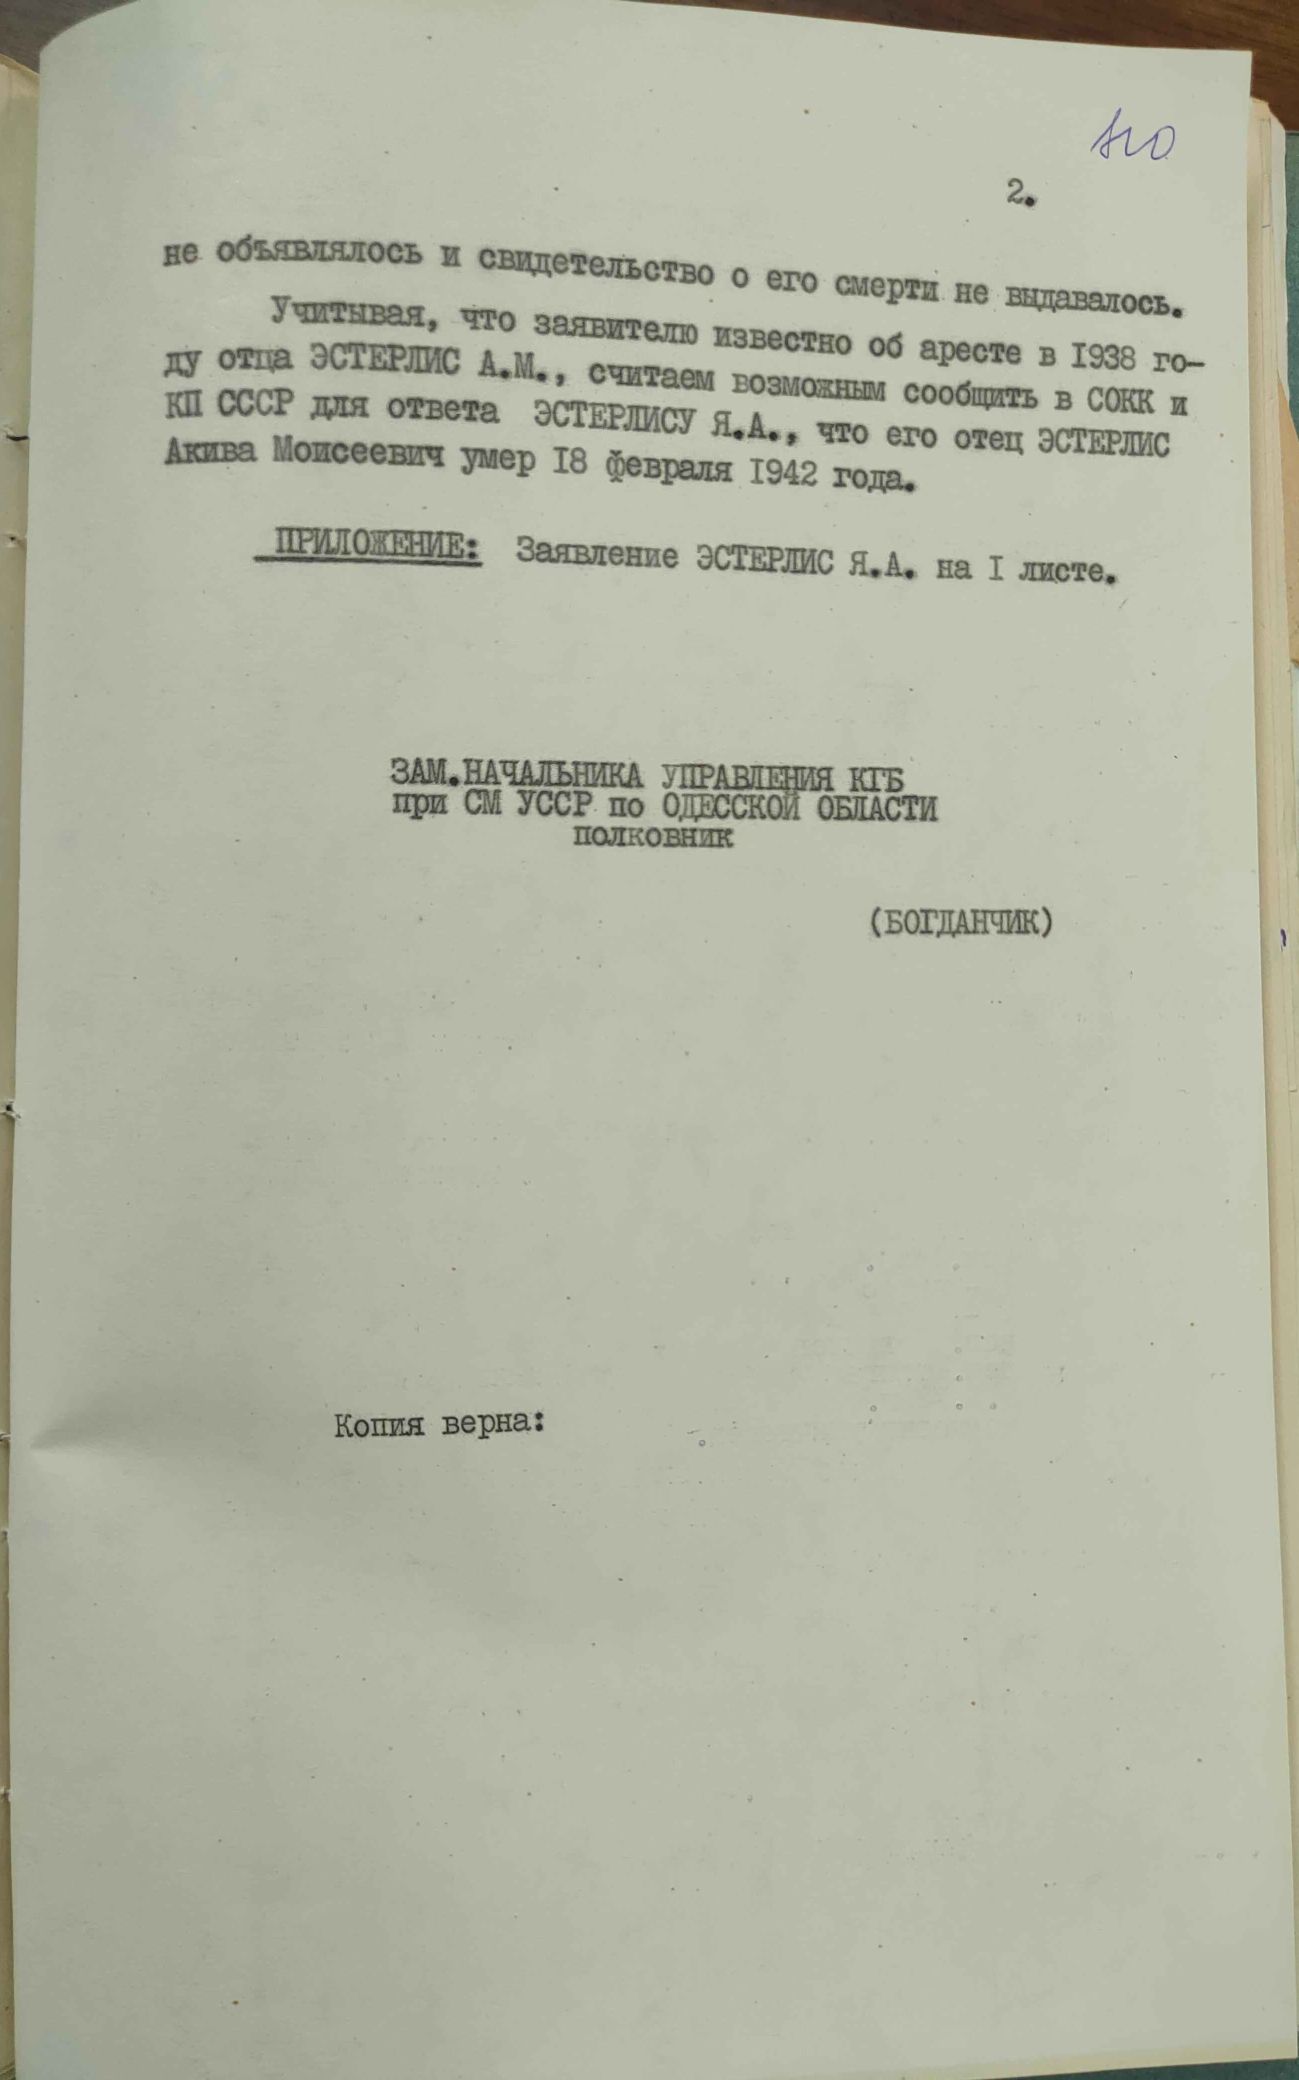 2.
не объявлялось и свидетельство о его смерти не выдавалось.
Учитывая, что заявителю известно об аресте в 1938 го-
ду отца ЭСТЕРЛИС А.М., считаем возможным сообщить в СОКК и
КП СССР для ответа ЭСТЕРЛИСУ Я.А., что его отец ЭСТЕРЛИС
Акива Моисеевич умер 18 февраля 1942 года.
ПРИЛОЖЕНИЕ: Заявление ЭСТЕРЛИС Я.А. на I листе.
ЗАМ.НАЧАЛЬНИКА УПРАВЛЕНИЯ КГБ
при СМ УССР по ОДЕССКОЙ ОБЛАСТИ
полковник
(БОГДАНЧИК)
Копия верна: